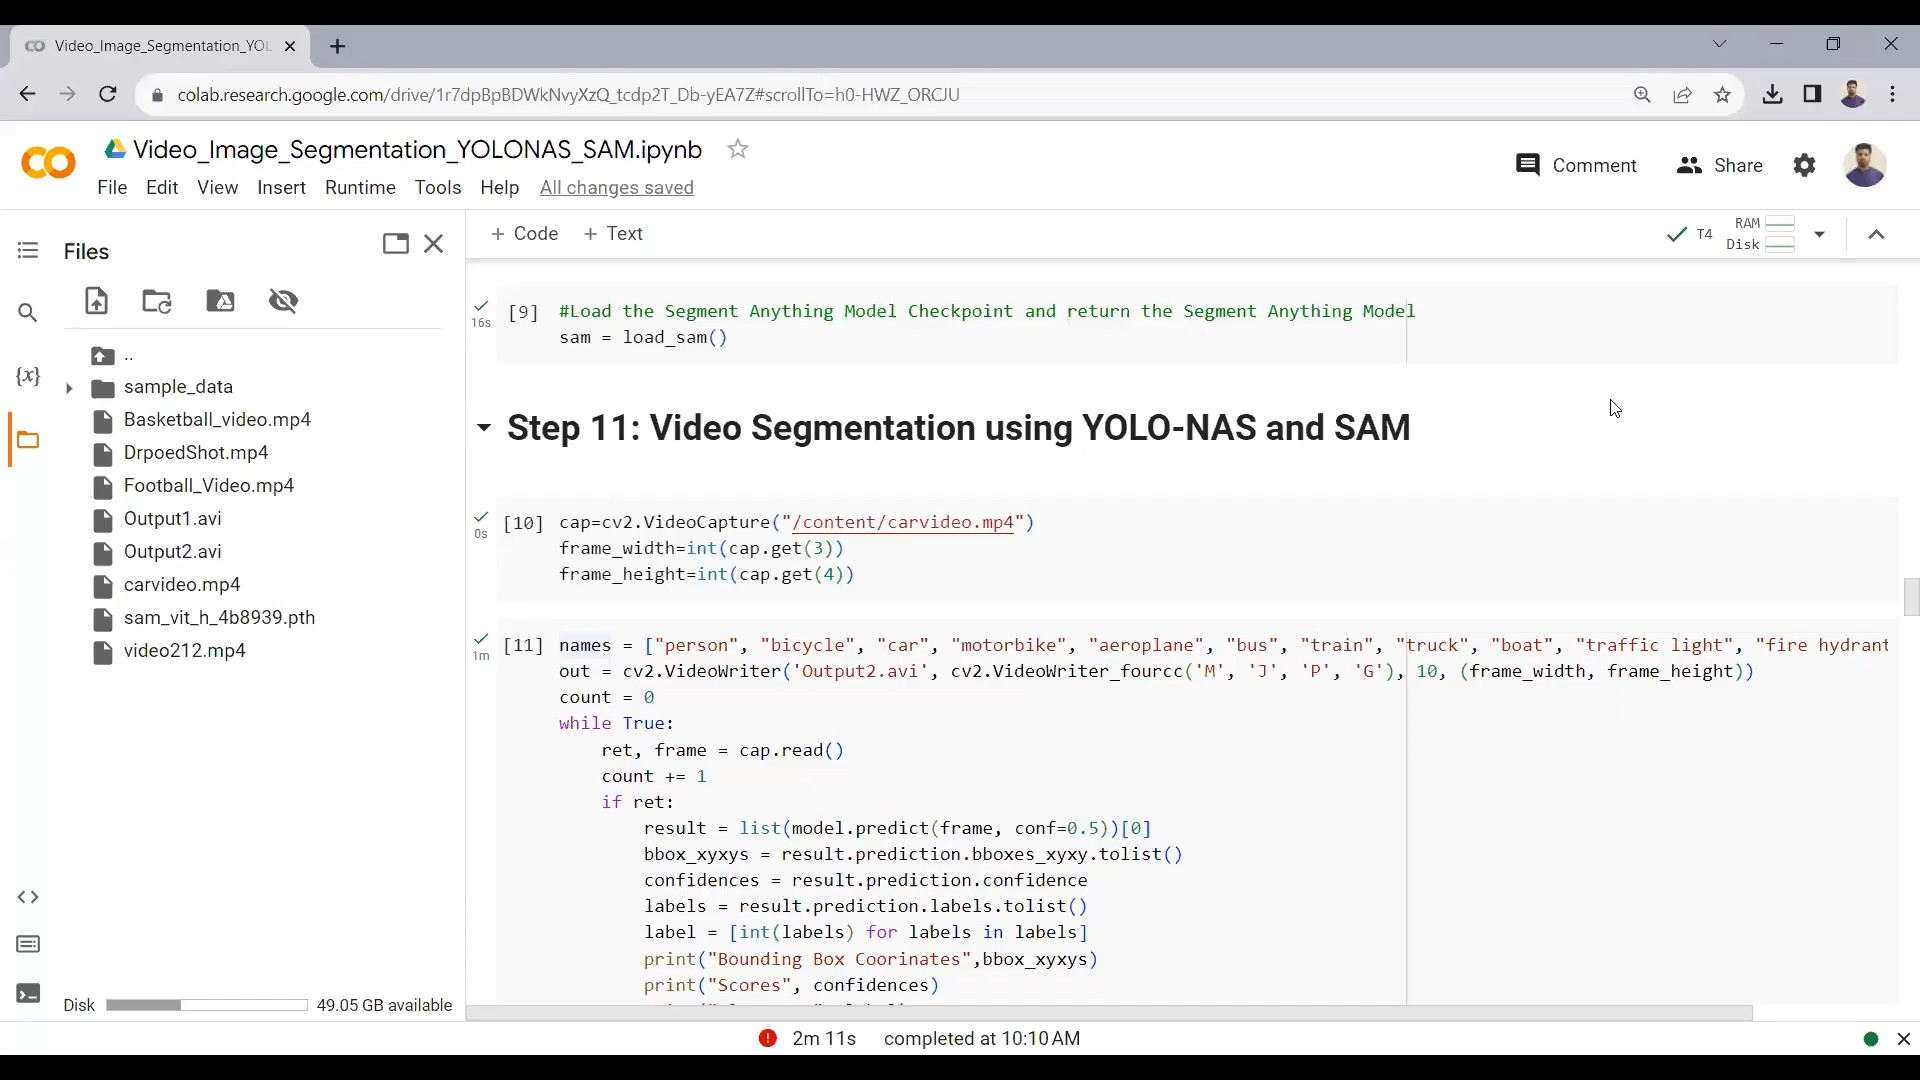 Video_Image_Segmentation_YOL
colab.research.google.com/drive/1r7dpBpBDWkNvyXzQ_tcdp2T_Db-yEA7Z#scrollTo=h0-HWZ_ORCJU
Video_Image_Segmentation_YOLONAS_SAM.ipynb
Comment
Share
File Edit View Insert Runtime Tools Help All changes saved
Files
+ Code + Text
T4
RAM
Disk
{x}
..
sample_data
Basketball_video.mp4
DrpoedShot.mp4
Football_Video.mp4
Output1.avi
Output2.avi
carvideo.mp4
sam_vit_h_4b8939.pth
video212.mp4
Disk
49.05 GB available
16s
[9] #Load the Segment Anything Model Checkpoint and return the Segment Anything Model
sam = load_sam()
Step 11: Video Segmentation using YOLO-NAS and SAM
0s
[10] cap=cv2.VideoCapture("/content/carvideo.mp4")
frame_width=int(cap.get(3))
frame_height=int(cap.get(4))
1m
[11] names = ["person", "bicycle", "car", "motorbike", "aeroplane", "bus", "train", "truck", "boat", "traffic light", "fire hydrant
out = cv2.VideoWriter('Output2.avi', cv2.VideoWriter_fourcc('M', 'J', 'P', 'G'), 10, (frame_width, frame_height))
count = 0
while True:
ret, frame = cap.read()
count += 1
if ret:
result = list(model.predict(frame, conf=0.5))[0]
bbox_xyxys = result.prediction.bboxes_xyxy.tolist()
confidences = result.prediction.confidence
labels = result.prediction.labels.tolist()
label = [int(labels) for labels in labels]
print("Bounding Box Coorinates",bbox_xyxys)
print("Scores", confidences)
2m 11s completed at 10:10 AM